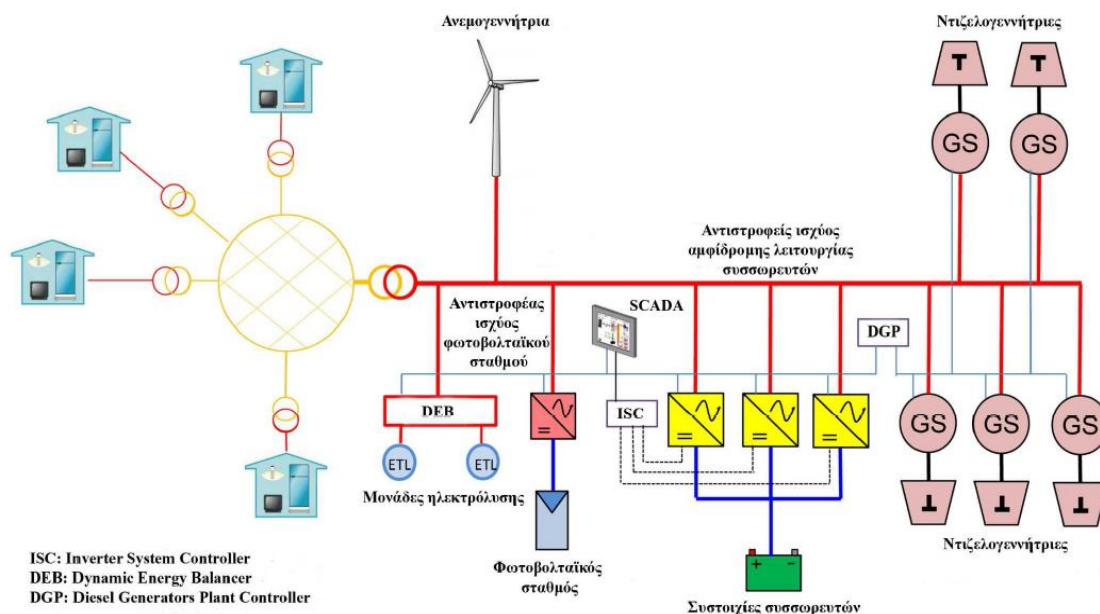 Ανεμογεννήτρια
Ντιζελογεννήτριες
T
T
GS
GS
Αντιστροφείς ισχύος
αμφίδρομης λειτουργίας
συσσωρευτών
Αντιστροφέας
ισχύος
φωτοβολταϊκού
σταθμού
SCADA
DGP
DEB
ISC
ETL
ETL
Μονάδες ηλεκτρόλυσης
GS
GS
GS
T
T
T
Ντιζελογεννήτριες
Φωτοβολταϊκός
σταθμός
+ −
Συστοιχίες συσσωρευτών
ISC: Inverter System Controller
DEB: Dynamic Energy Balancer
DGP: Diesel Generators Plant Controller